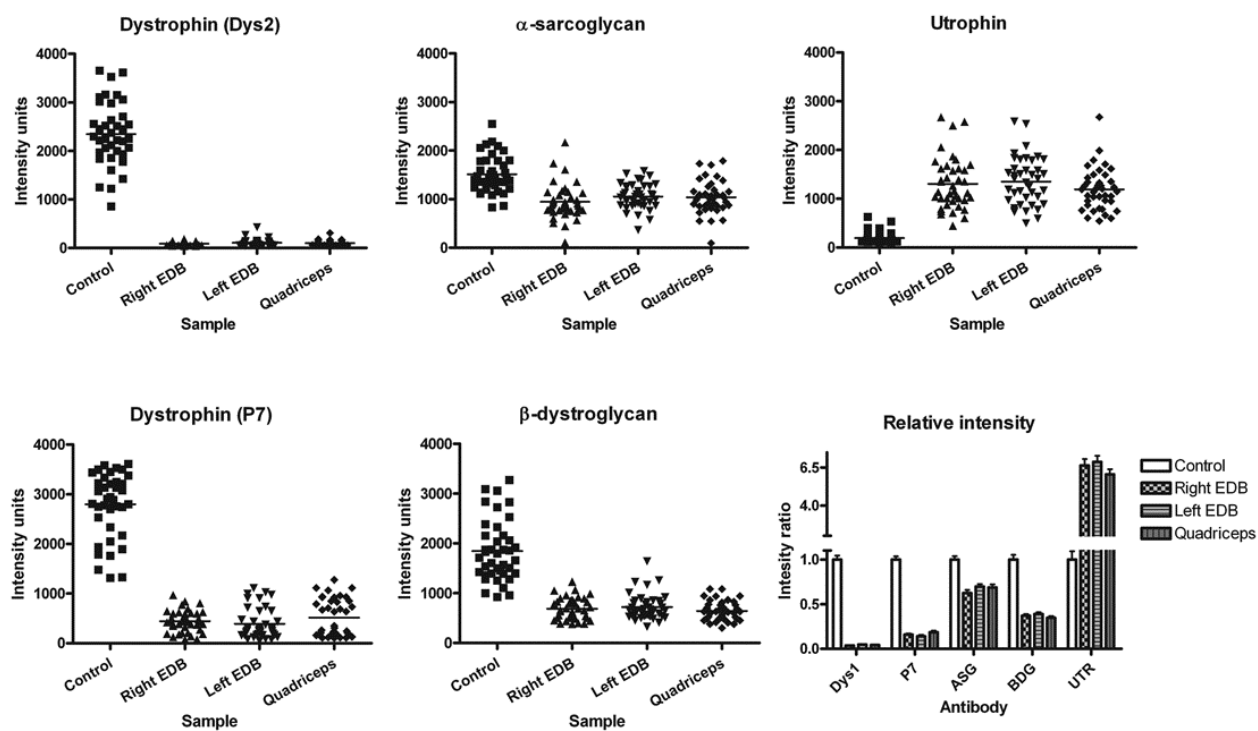 Dystrophin (Dys2)
Intensity units
4000
3000
2000
1000
0
Control
Right EDB
Left EDB
Quadriceps
Sample
α-sarcoglycan
Intensity units
4000
3000
2000
1000
0
Control
Right EDB
Left EDB
Quadriceps
Sample
Utrophin
Intensity units
4000
3000
2000
1000
0
Control
Right EDB
Left EDB
Quadriceps
Sample
Dystrophin (P7)
Intensity units
4000
3000
2000
1000
0
Control
Right EDB
Left EDB
Quadriceps
Sample
β-dystroglycan
Intensity units
4000
3000
2000
1000
0
Control
Right EDB
Left EDB
Quadriceps
Sample
Relative intensity
Intesity ratio
6.5
4.0
1.0
0.5
0.0
Dys1
P7
ASG
BDG
UTR
Antibody
Control
Right EDB
Left EDB
Quadriceps